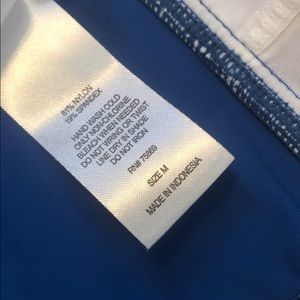 81% NYLON
19% SPANDEX
HAND WASH COLD
ONLY NON-CHLORINE
BLEACH WHEN NEEDED
DO NOT WRING OR TWIST
LINE DRY IN SHADE
DO NOT IRON
RN# 75869
SIZE: M
MADE IN INDONESIA